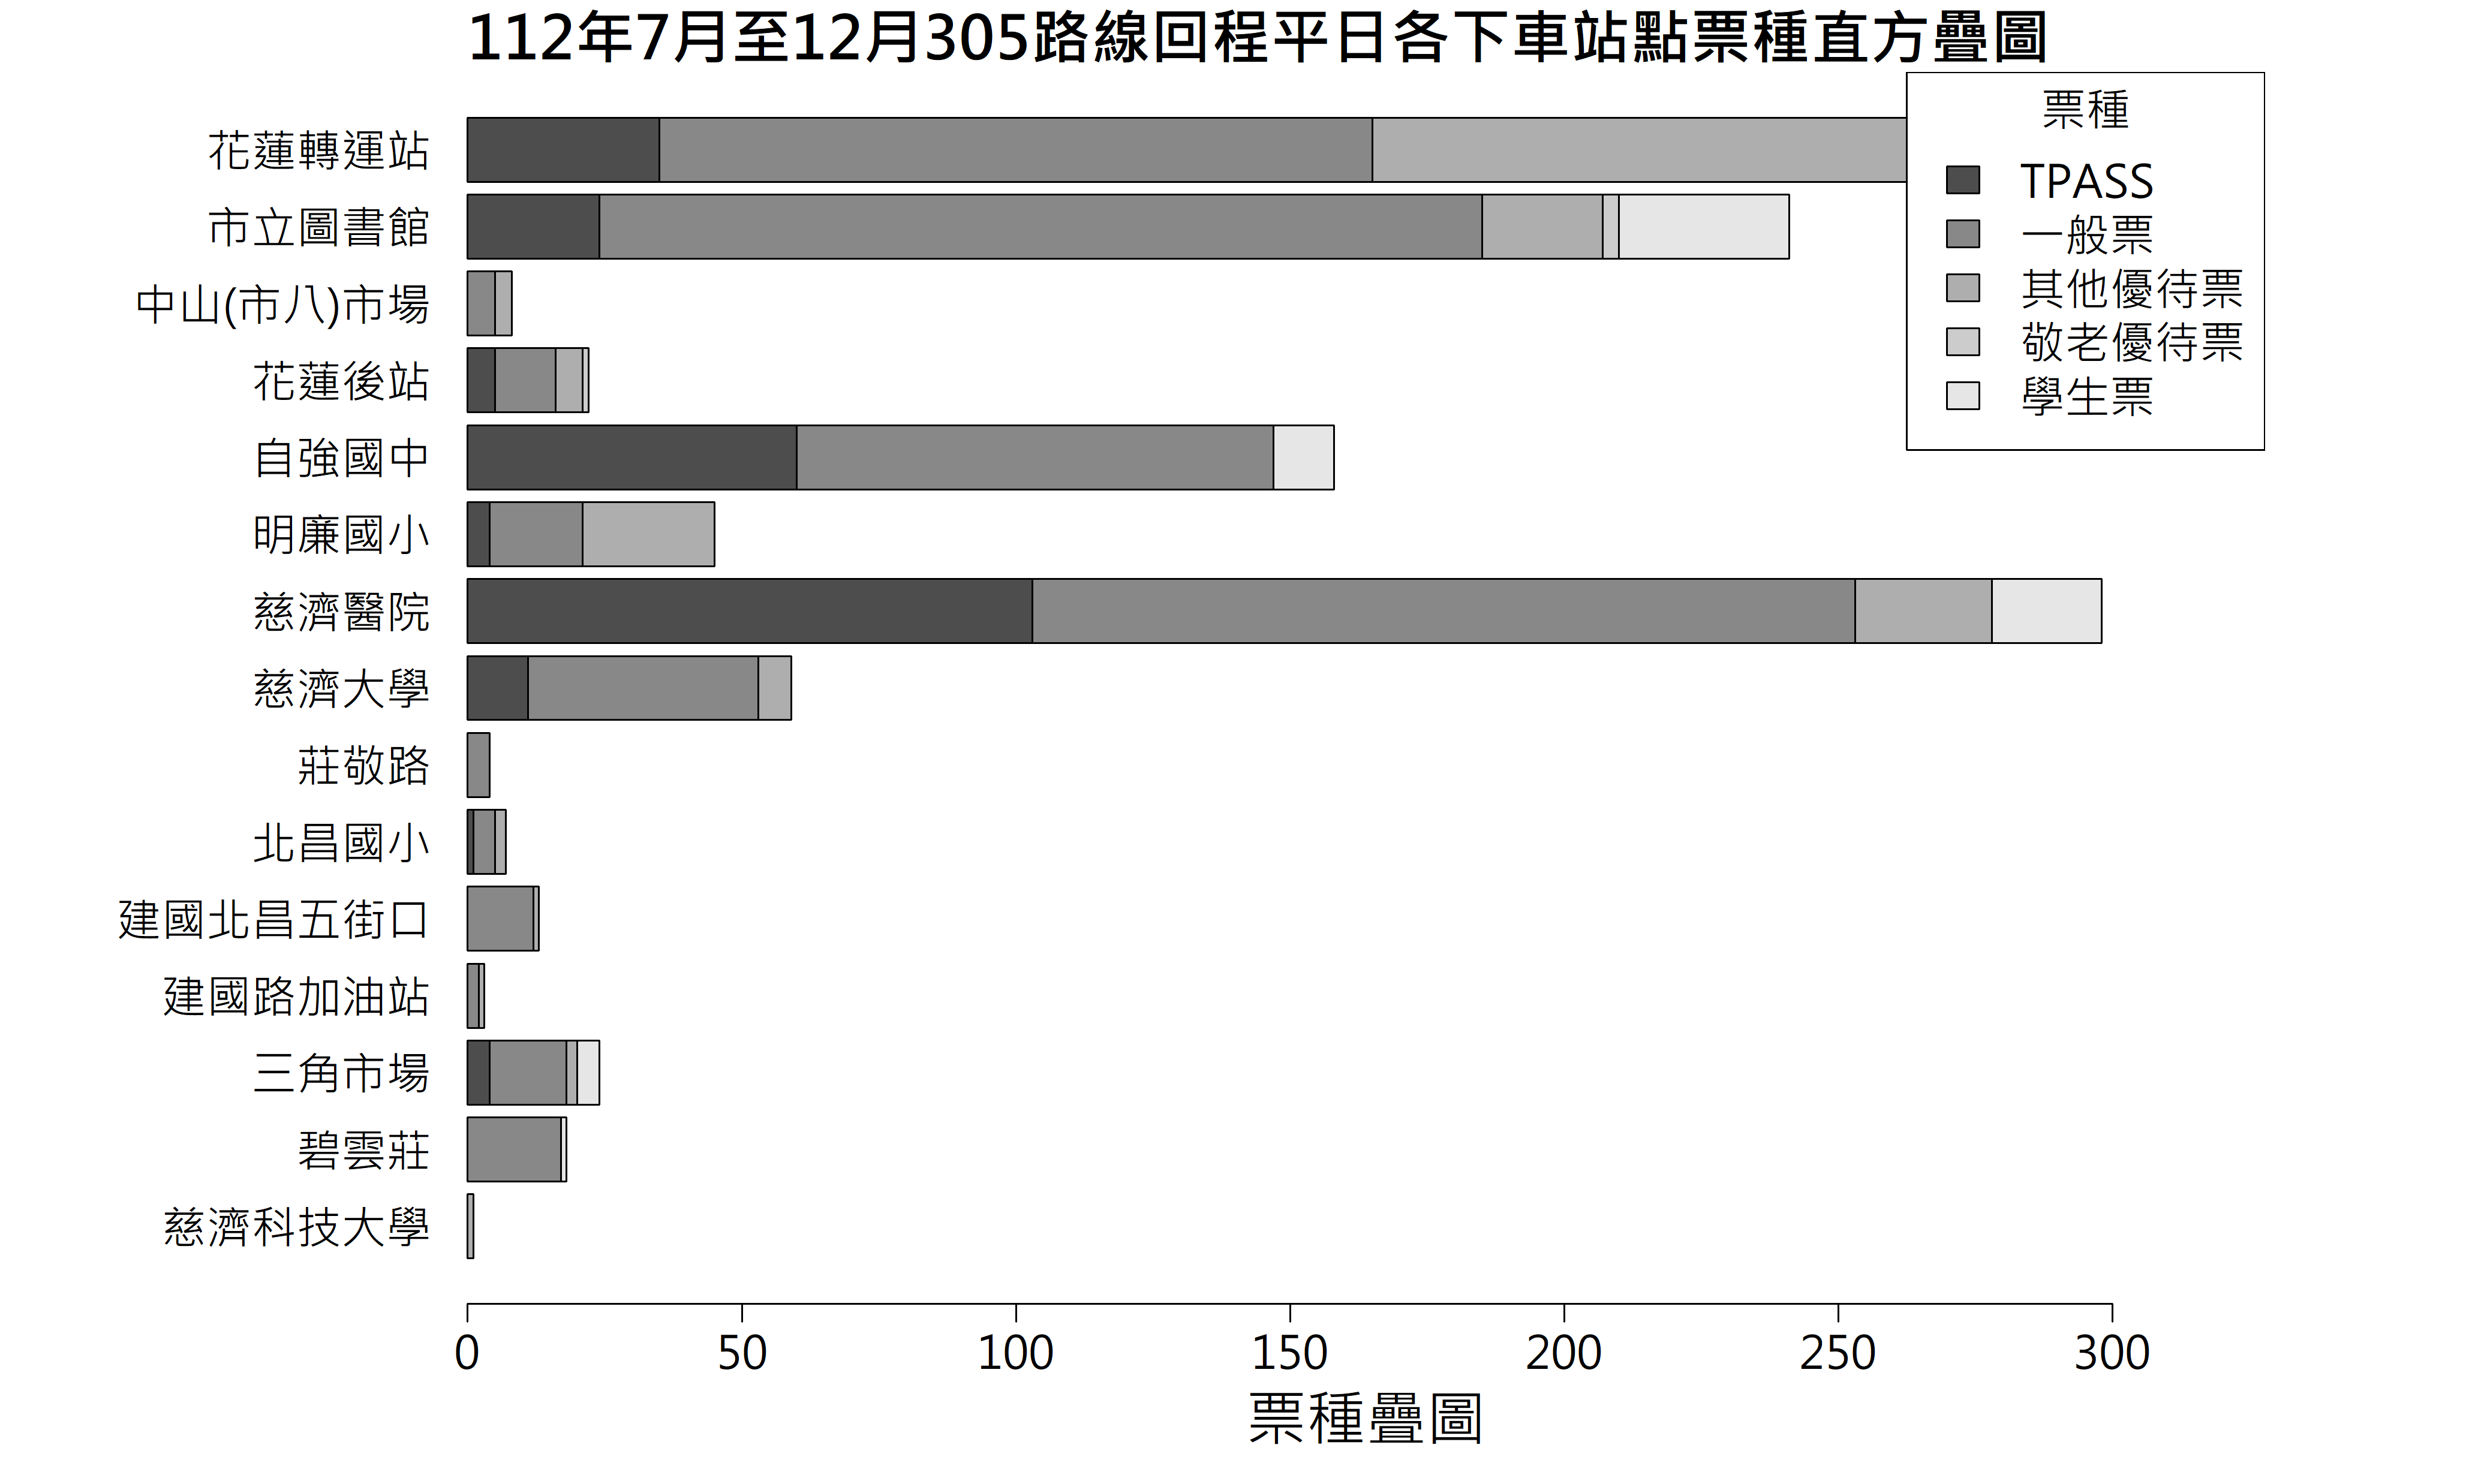 112年7月至12月305路線回程平日各下車站點票種直方疊圖
票種
TPASS
一般票
其他優待票
敬老優待票
學生票
花蓮轉運站
市立圖書館
中山(市八)市場
花蓮後站
自強國中
明廉國小
慈濟醫院
慈濟大學
莊敬路
北昌國小
建國北昌五街口
建國路加油站
三角市場
碧雲莊
慈濟科技大學
0 50 100 150 200 250 300
票種疊圖